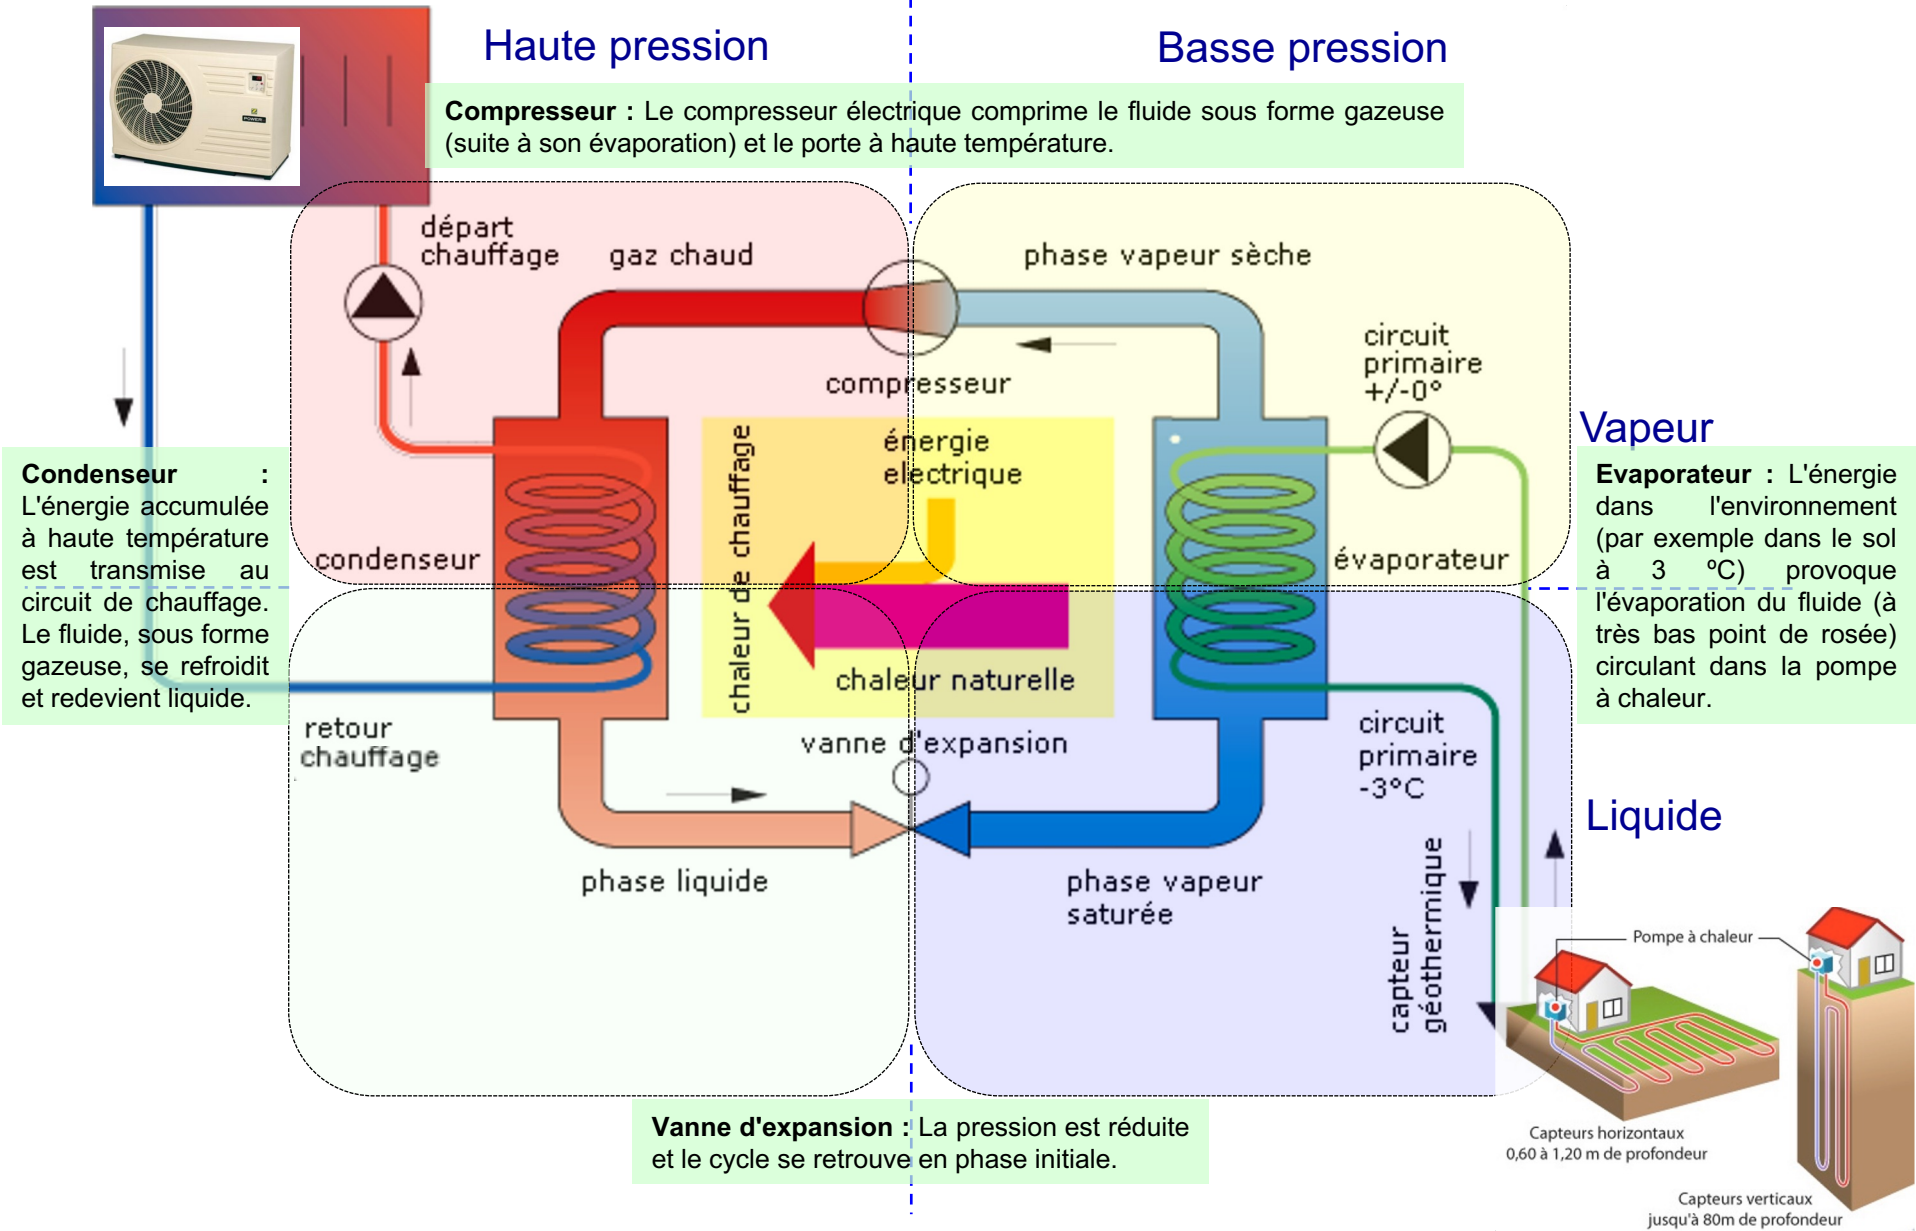 Haute pression
Basse pression
Compresseur : Le compresseur électrique comprime le fluide sous forme gazeuse
(suite à son évaporation) et le porte à haute température.
POWER
départ
chauffage
gaz chaud
phase vapeur sèche
circuit
primaire
+/-0°
compresseur
Vapeur
énergie
electrique
chaleur de chauffage
chaleur naturelle
condenseur
évaporateur
Condenseur :
L'énergie accumulée
à haute température
est transmise au
circuit de chauffage.
Le fluide, sous forme
gazeuse, se refroidit
et redevient liquide.
Evaporateur : L'énergie
dans l'environnement
(par exemple dans le sol
à 3 ºC) provoque
l'évaporation du fluide (à
très bas point de rosée)
circulant dans la pompe
à chaleur.
retour
chauffage
vanne d'expansion
circuit
primaire
-3°C
Liquide
phase liquide
phase vapeur
saturée
capteur
géothermique
Pompe à chaleur
Capteurs horizontaux
0,60 à 1,20 m de profondeur
Capteurs verticaux
jusqu'à 80m de profondeur
Vanne d'expansion : La pression est réduite
et le cycle se retrouve en phase initiale.